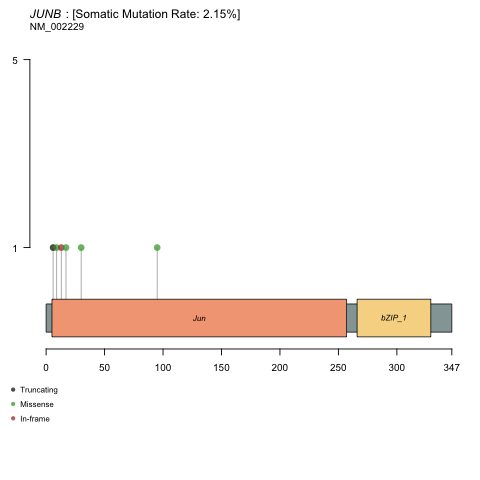 JUNB : [Somatic Mutation Rate: 2.15%]
NM_002229
5
1
Jun
bZIP_1
0 50 100 150 200 250 300 347
Truncating
Missense
In-frame